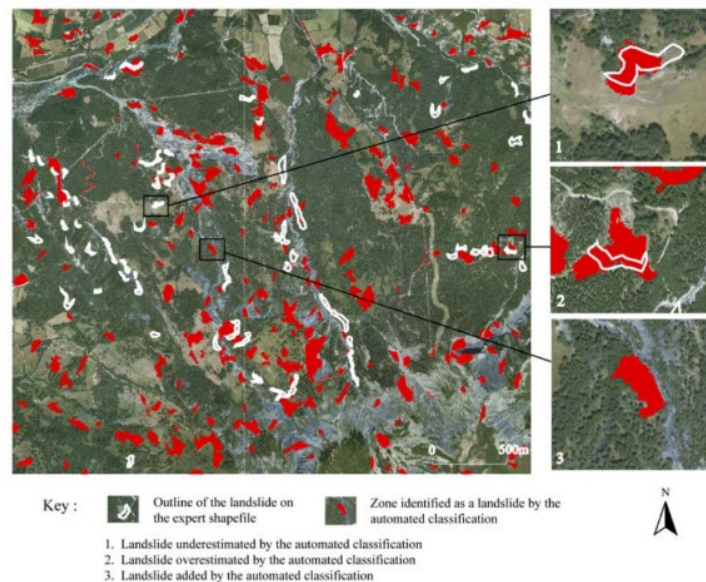 1
2
3
0
500m
Key :
Outline of the landslide on
the expert shapefile
Zone identified as a landslide by the
automated classification
N
1. Landslide underestimated by the automated classification
2. Landslide overestimated by the automated classification
3. Landslide added by the automated classification